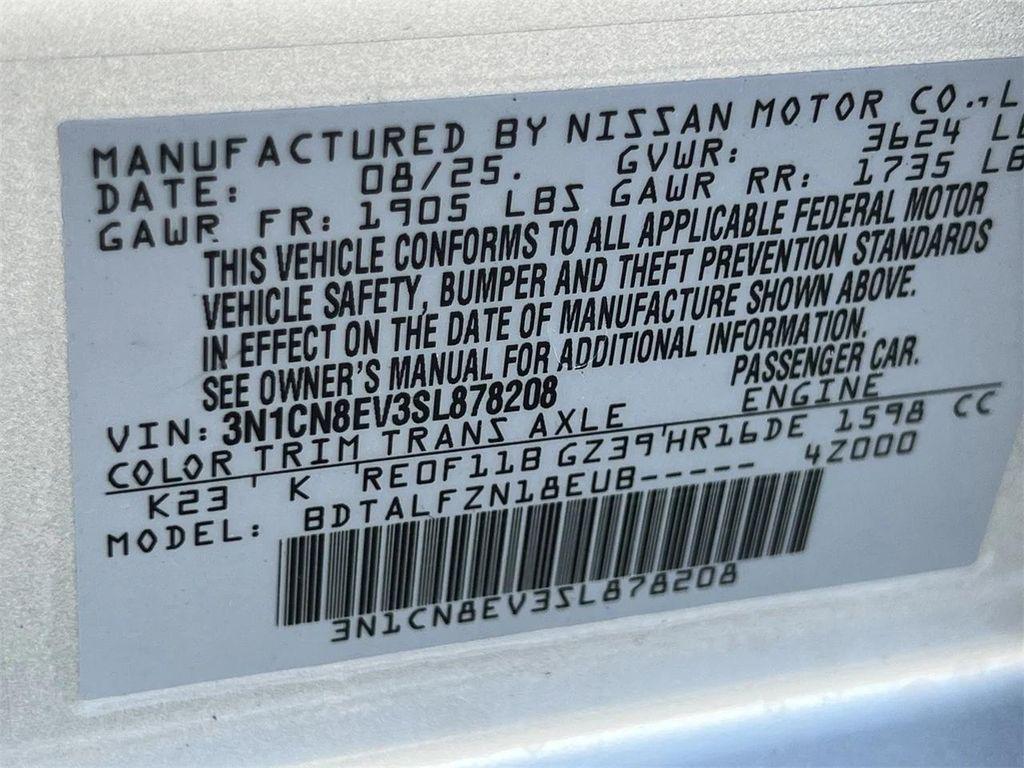 MANUFACTURED BY NISSAN MOTOR CO., L
DATE: 08/25. GVWR: 3624 LB
GAWR FR: 1905 LBS GAWR RR: 1735 LB
THIS VEHICLE CONFORMS TO ALL APPLICABLE FEDERAL MOTOR
VEHICLE SAFETY, BUMPER AND THEFT PREVENTION STANDARDS
IN EFFECT ON THE DATE OF MANUFACTURE SHOWN ABOVE.
SEE OWNER'S MANUAL FOR ADDITIONAL INFORMATION.
VIN: 3N1CN8EV3SL878208 PASSENGER CAR.
COLOR TRIM TRANS AXLE ENGINE
K23 K RE0F11B GZ39 HR16DE 1598 CC
MODEL: BDTALFZN18EUB----- 4Z000
3N1CN8EV3SL878208